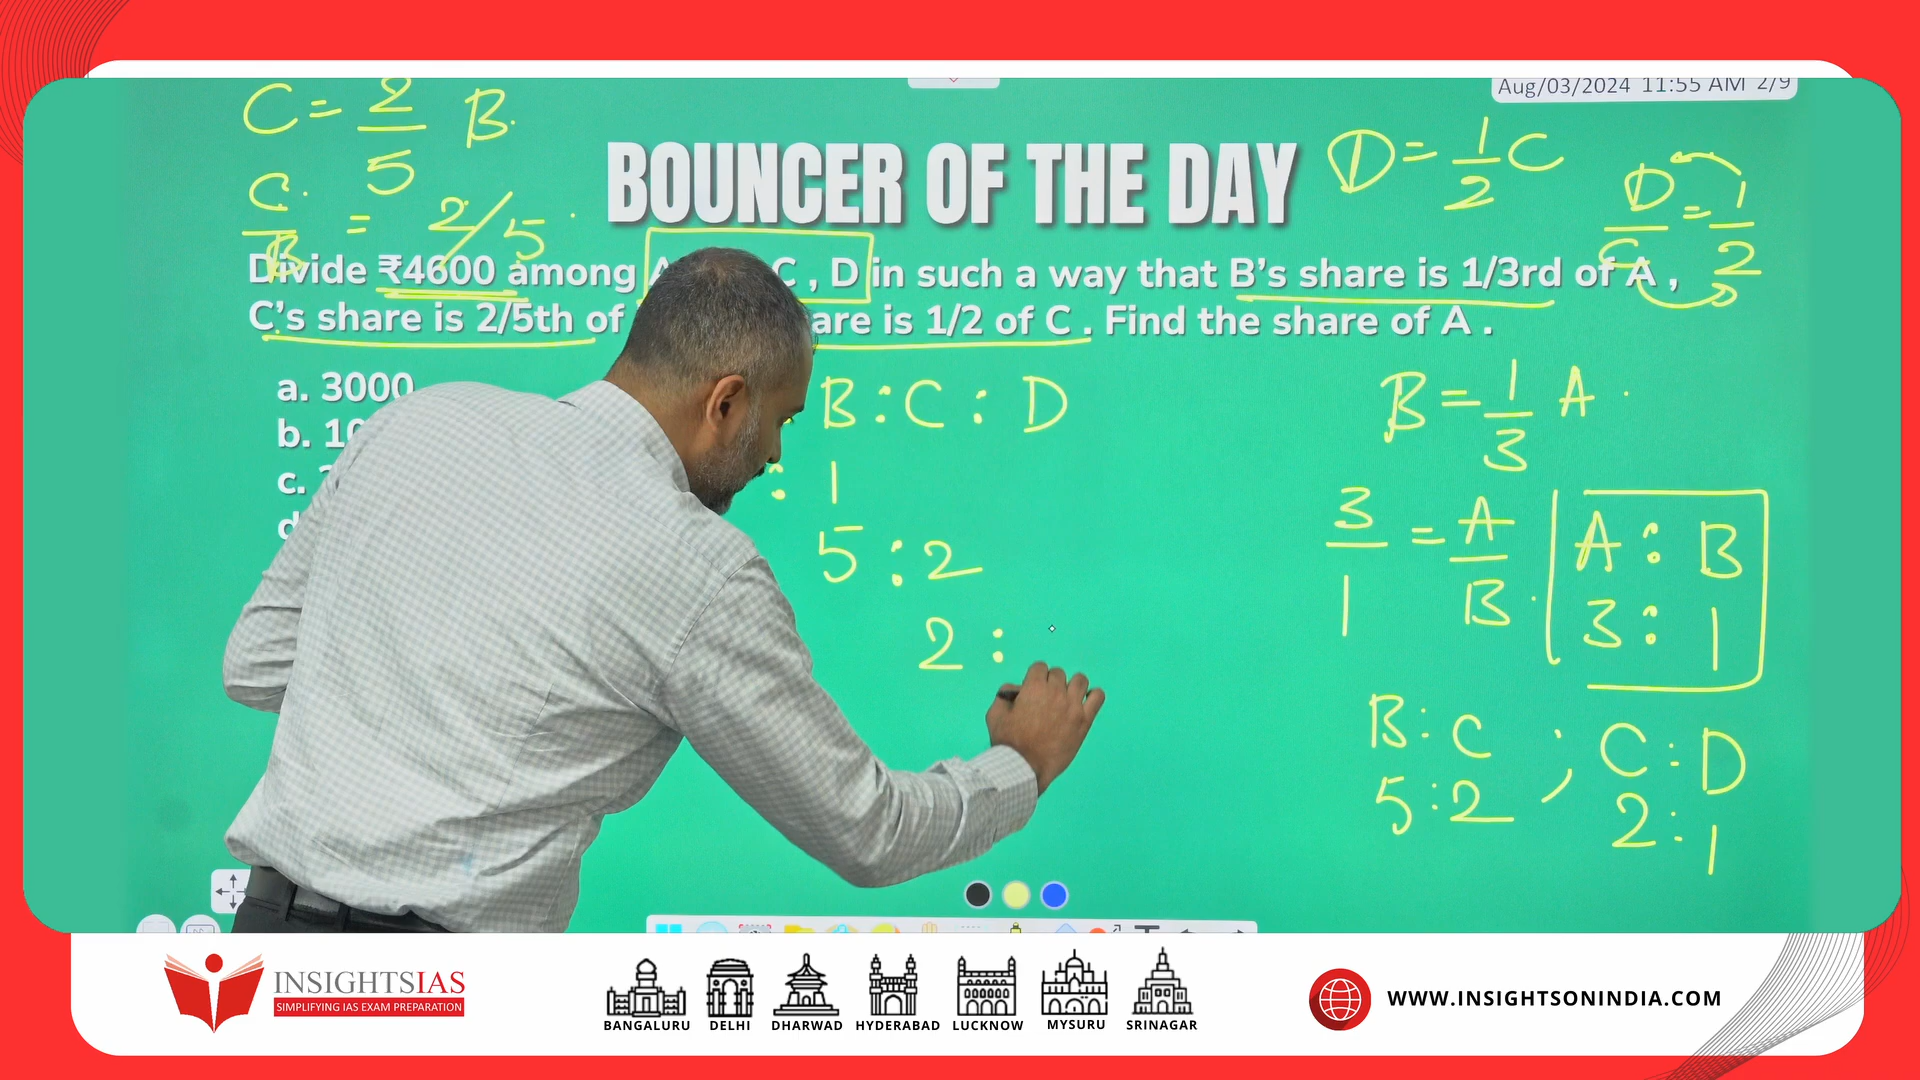 Aug/03/2024 11:55 AM 2/9
C = 2/5 B.
C/B = 2/5
BOUNCER OF THE DAY
D = 1/2 C
D/C = 1/2
Divide ₹4600 among C , D in such a way that B's share is 1/3rd of A ,
C's share is 2/5th of are is 1/2 of C . Find the share of A .
a. 3000
b. 10
c.
d
B : C : D
: 1
5 : 2
2 :
B = 1/3 A
3/1 = A/B
A : B
3 : 1
B : C ; C : D
5 : 2 2 : 1
INSIGHTSIAS
SIMPLIFYING IAS EXAM PREPARATION
BANGALURU DELHI DHARWAD HYDERABAD LUCKNOW MYSURU SRINAGAR
WWW.INSIGHTSONINDIA.COM